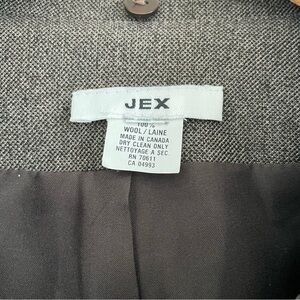 JEX
100%
WOOL/LAINE
MADE IN CANADA
DRY CLEAN ONLY
NETTOYAGE A SEC
RN 70611
CA 04993